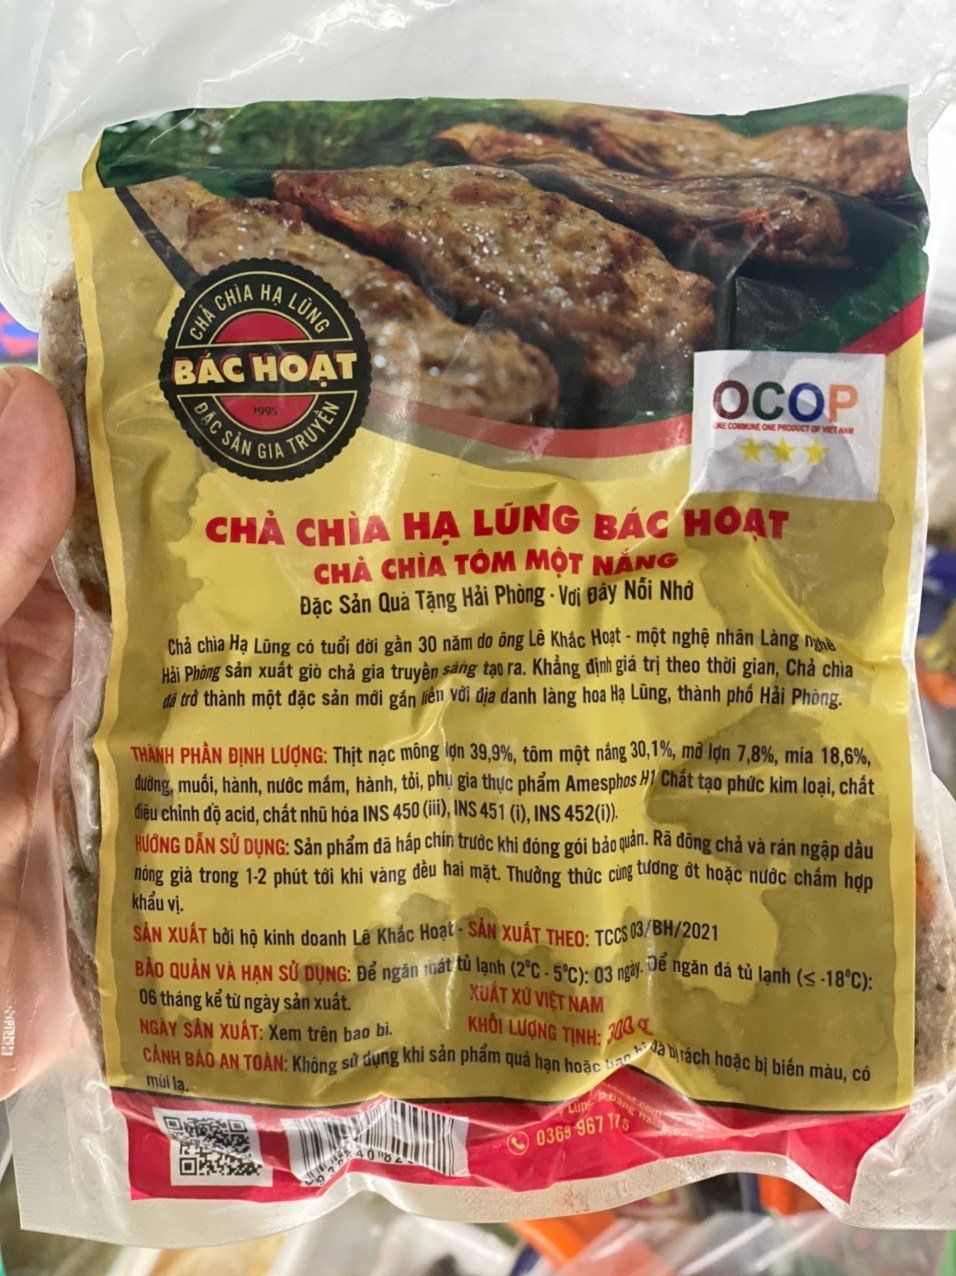 CHẢ CHÌA HẠ LŨNG
BÁC HOẠT
1995
ĐẶC SẢN GIA TRUYỀN
OCOP
ONE COMMUNE ONE PRODUCT OF VIET NAM
CHẢ CHÌA HẠ LŨNG BÁC HOẠT
CHẢ CHÌA TÔM MỘT NẮNG
Đặc Sản Quà Tặng Hải Phòng - Vơi Đầy Nỗi Nhớ
Chả chìa Hạ Lũng có tuổi đời gần 30 năm do ông Lê Khắc Hoạt - một nghệ nhân Làng nghề
Hải Phòng sản xuất giò chả gia truyền sáng tạo ra. Khẳng định giá trị theo thời gian, Chả chìa
đã trở thành một đặc sản mới gắn liền với địa danh làng hoa Hạ Lũng, thành phố Hải Phòng.
THÀNH PHẦN ĐỊNH LƯỢNG: Thịt nạc mông lợn 39,9%, tôm một nắng 30,1%, mỡ lợn 7,8%, mía 18,6%,
đường, muối, hành, nước mắm, hành, tỏi, phụ gia thực phẩm Amesphos H1 Chất tạo phức kim loại, chất
điều chỉnh độ acid, chất nhũ hóa INS 450 (iii), INS 451 (i), INS 452(i)).
HƯỚNG DẪN SỬ DỤNG: Sản phẩm đã hấp chín trước khi đóng gói bảo quản. Rã đông chả và rán ngập dầu
nóng già trong 1-2 phút tới khi vàng đều hai mặt. Thưởng thức cùng tương ớt hoặc nước chấm hợp
khẩu vị.
SẢN XUẤT bởi hộ kinh doanh Lê Khắc Hoạt - SẢN XUẤT THEO: TCCS 03/BH/2021
BẢO QUẢN VÀ HẠN SỬ DỤNG: Để ngăn mát tủ lạnh (2°C - 5°C): 03 ngày. Để ngăn đá tủ lạnh (≤ -18°C):
06 tháng kể từ ngày sản xuất.
XUẤT XỨ VIỆT NAM
NGÀY SẢN XUẤT: Xem trên bao bì.
KHỐI LƯỢNG TỊNH: 300 g
CẢNH BÁO AN TOÀN: Không sử dụng khi sản phẩm quá hạn hoặc bao bì đã bị rách hoặc bị biến màu, có
mùi lạ.